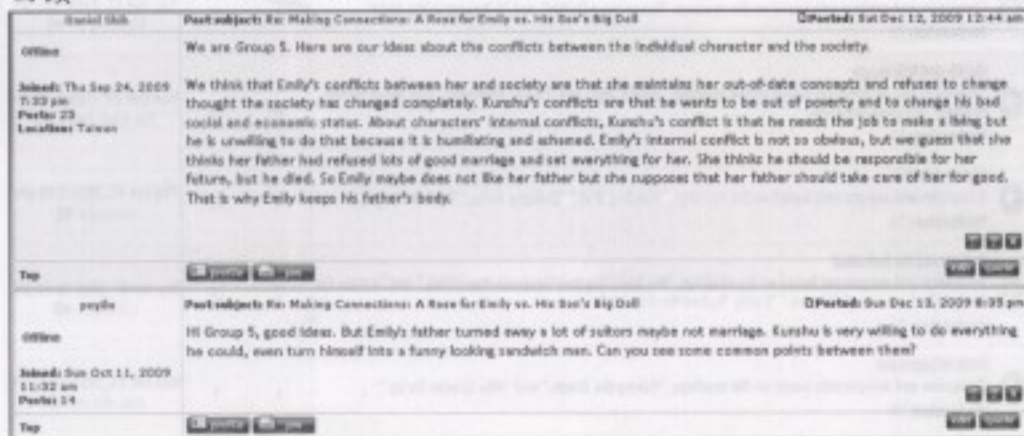 Daniel Shih Post subject: Re: Making Connections: A Rose for Emily vs. His Son's Big Doll Posted: Sat Dec 12, 2009 12:44 am
Offline
We are Group 5. Here are our ideas about the conflicts between the individual character and the society.
Joined: Thu Sep 24, 2009 7:33 pm
Posts: 23
Location: Taiwan
We think that Emily's conflicts between her and society are that she maintains her out-of-date concepts and refuses to change
thought the society has changed completely. Kunshu's conflicts are that he wants to be out of poverty and to change his bad
social and economic status. About characters' internal conflicts, Kunshu's conflict is that he needs the job to make a living but
he is unwilling to do that because it is humiliating and ashamed. Emily's internal conflict is not so obvious, but we guess that she
thinks her father had refused lots of good marriage and set everything for her. She thinks he should be responsible for her
future, but he died. So Emily maybe does not like her father but she supposes that her father should take care of her for good.
That is why Emily keeps his father's body.
Top profile pm edit quote
peyilu Post subject: Re: Making Connections: A Rose for Emily vs. His Son's Big Doll Posted: Sun Dec 13, 2009 8:35 pm
Offline
Hi Group 5, good ideas. But Emily's father turned away a lot of suitors maybe not marriage. Kunshu is very willing to do everything
he could, even turn himself into a funny looking sandwich man. Can you see some common points between them?
Joined: Sun Oct 11, 2009
11:32 am
Posts: 14
Top profile pm edit quote